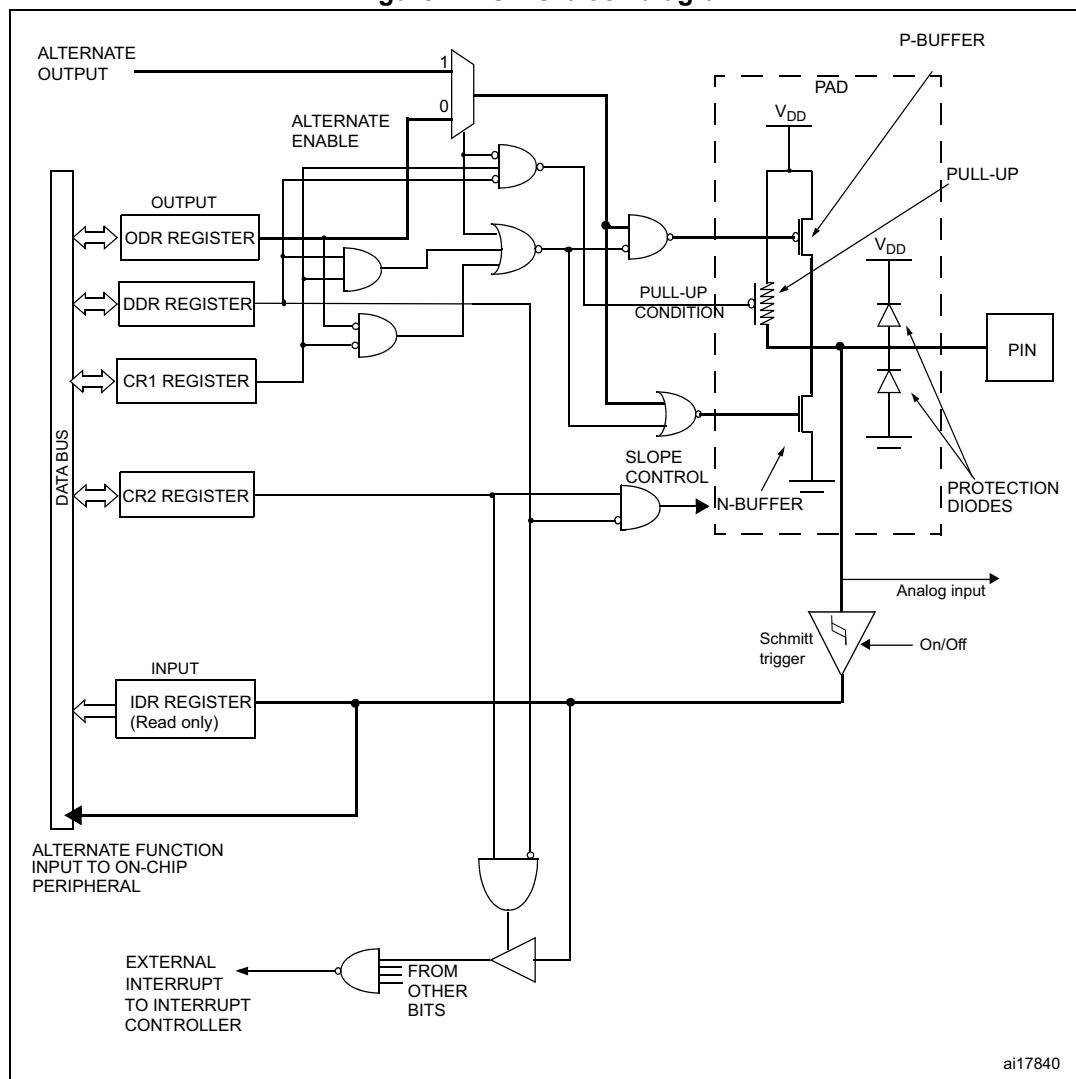 ALTERNATE
OUTPUT
1
0
ALTERNATE
ENABLE
P-BUFFER
PAD
VDD
PULL-UP
VDD
OUTPUT
ODR REGISTER
DDR REGISTER
CR1 REGISTER
CR2 REGISTER
DATA BUS
PULL-UP
CONDITION
PIN
SLOPE
CONTROL
N-BUFFER
PROTECTION
DIODES
Analog input
Schmitt
trigger
On/Off
INPUT
IDR REGISTER
(Read only)
ALTERNATE FUNCTION
INPUT TO ON-CHIP
PERIPHERAL
EXTERNAL
INTERRUPT
TO INTERRUPT
CONTROLLER
FROM
OTHER
BITS
ai17840